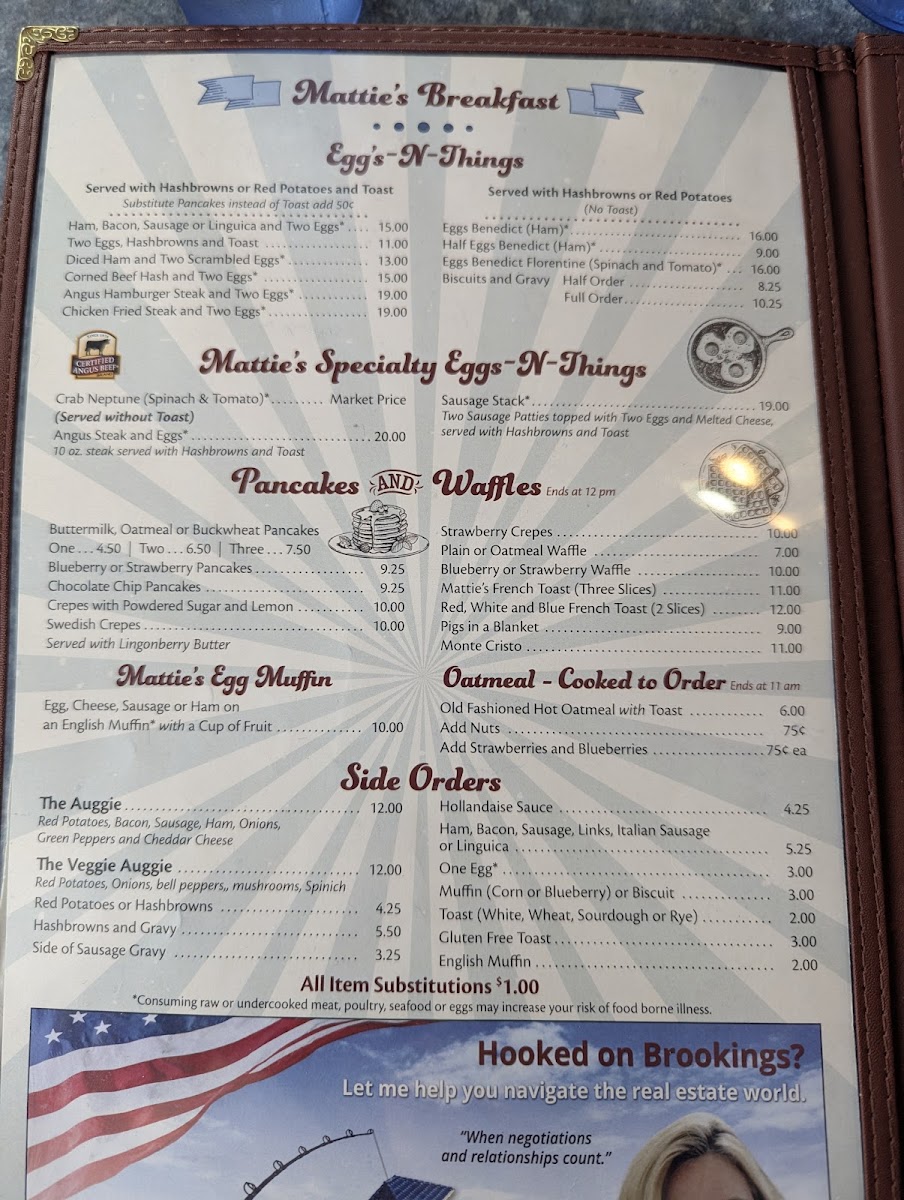 Mattie's Breakfast
Egg's-N-Things
Served with Hashbrowns or Red Potatoes and Toast
Substitute Pancakes instead of Toast add 50¢
Ham, Bacon, Sausage or Linguica and Two Eggs* .... 15.00
Two Eggs, Hashbrowns and Toast ................ 11.00
Diced Ham and Two Scrambled Eggs* ................ 13.00
Corned Beef Hash and Two Eggs* ................ 15.00
Angus Hamburger Steak and Two Eggs* ................ 19.00
Chicken Fried Steak and Two Eggs* ................ 19.00
Served with Hashbrowns or Red Potatoes
(No Toast)
Eggs Benedict (Ham)* ................ 16.00
Half Eggs Benedict (Ham)* ................ 9.00
Eggs Benedict Florentine (Spinach and Tomato)* ... 16.00
Biscuits and Gravy Half Order ................ 8.25
Full Order ................ 10.25
CERTIFIED
ANGUS BEEF
Mattie's Specialty Eggs-N-Things
Crab Neptune (Spinach & Tomato)* ......... Market Price
(Served without Toast)
Angus Steak and Eggs* ................ 20.00
10 oz. steak served with Hashbrowns and Toast
Sausage Stack* ................ 19.00
Two Sausage Patties topped with Two Eggs and Melted Cheese,
served with Hashbrowns and Toast
Pancakes AND Waffles Ends at 12 pm
Buttermilk, Oatmeal or Buckwheat Pancakes
One ... 4.50 | Two ... 6.50 | Three ... 7.50
Blueberry or Strawberry Pancakes ................ 9.25
Chocolate Chip Pancakes ................ 9.25
Crepes with Powdered Sugar and Lemon ........... 10.00
Swedish Crepes ................ 10.00
Served with Lingonberry Butter
Strawberry Crepes ................ 10.00
Plain or Oatmeal Waffle ................ 7.00
Blueberry or Strawberry Waffle ................ 10.00
Mattie's French Toast (Three Slices) ................ 11.00
Red, White and Blue French Toast (2 Slices) ........ 12.00
Pigs in a Blanket ................ 9.00
Monte Cristo ................ 11.00
Mattie's Egg Muffin
Egg, Cheese, Sausage or Ham on
an English Muffin* with a Cup of Fruit ............. 10.00
Oatmeal - Cooked to Order Ends at 11 am
Old Fashioned Hot Oatmeal with Toast ............. 6.00
Add Nuts ................ 75¢
Add Strawberries and Blueberries ................ 75¢ ea
Side Orders
The Auggie ................ 12.00
Red Potatoes, Bacon, Sausage, Ham, Onions,
Green Peppers and Cheddar Cheese
The Veggie Auggie ................ 12.00
Red Potatoes, Onions, bell peppers,, mushrooms, Spinich
Red Potatoes or Hashbrowns ................ 4.25
Hashbrowns and Gravy ................ 5.50
Side of Sausage Gravy ................ 3.25
Hollandaise Sauce ................ 4.25
Ham, Bacon, Sausage, Links, Italian Sausage
or Linguica ................ 5.25
One Egg* ................ 3.00
Muffin (Corn or Blueberry) or Biscuit ............ 3.00
Toast (White, Wheat, Sourdough or Rye) .......... 2.00
Gluten Free Toast ................ 3.00
English Muffin ................ 2.00
All Item Substitutions $1.00
*Consuming raw or undercooked meat, poultry, seafood or eggs may increase your risk of food borne illness.
Hooked on Brookings?
Let me help you navigate the real estate world.
"When negotiations
and relationships count."